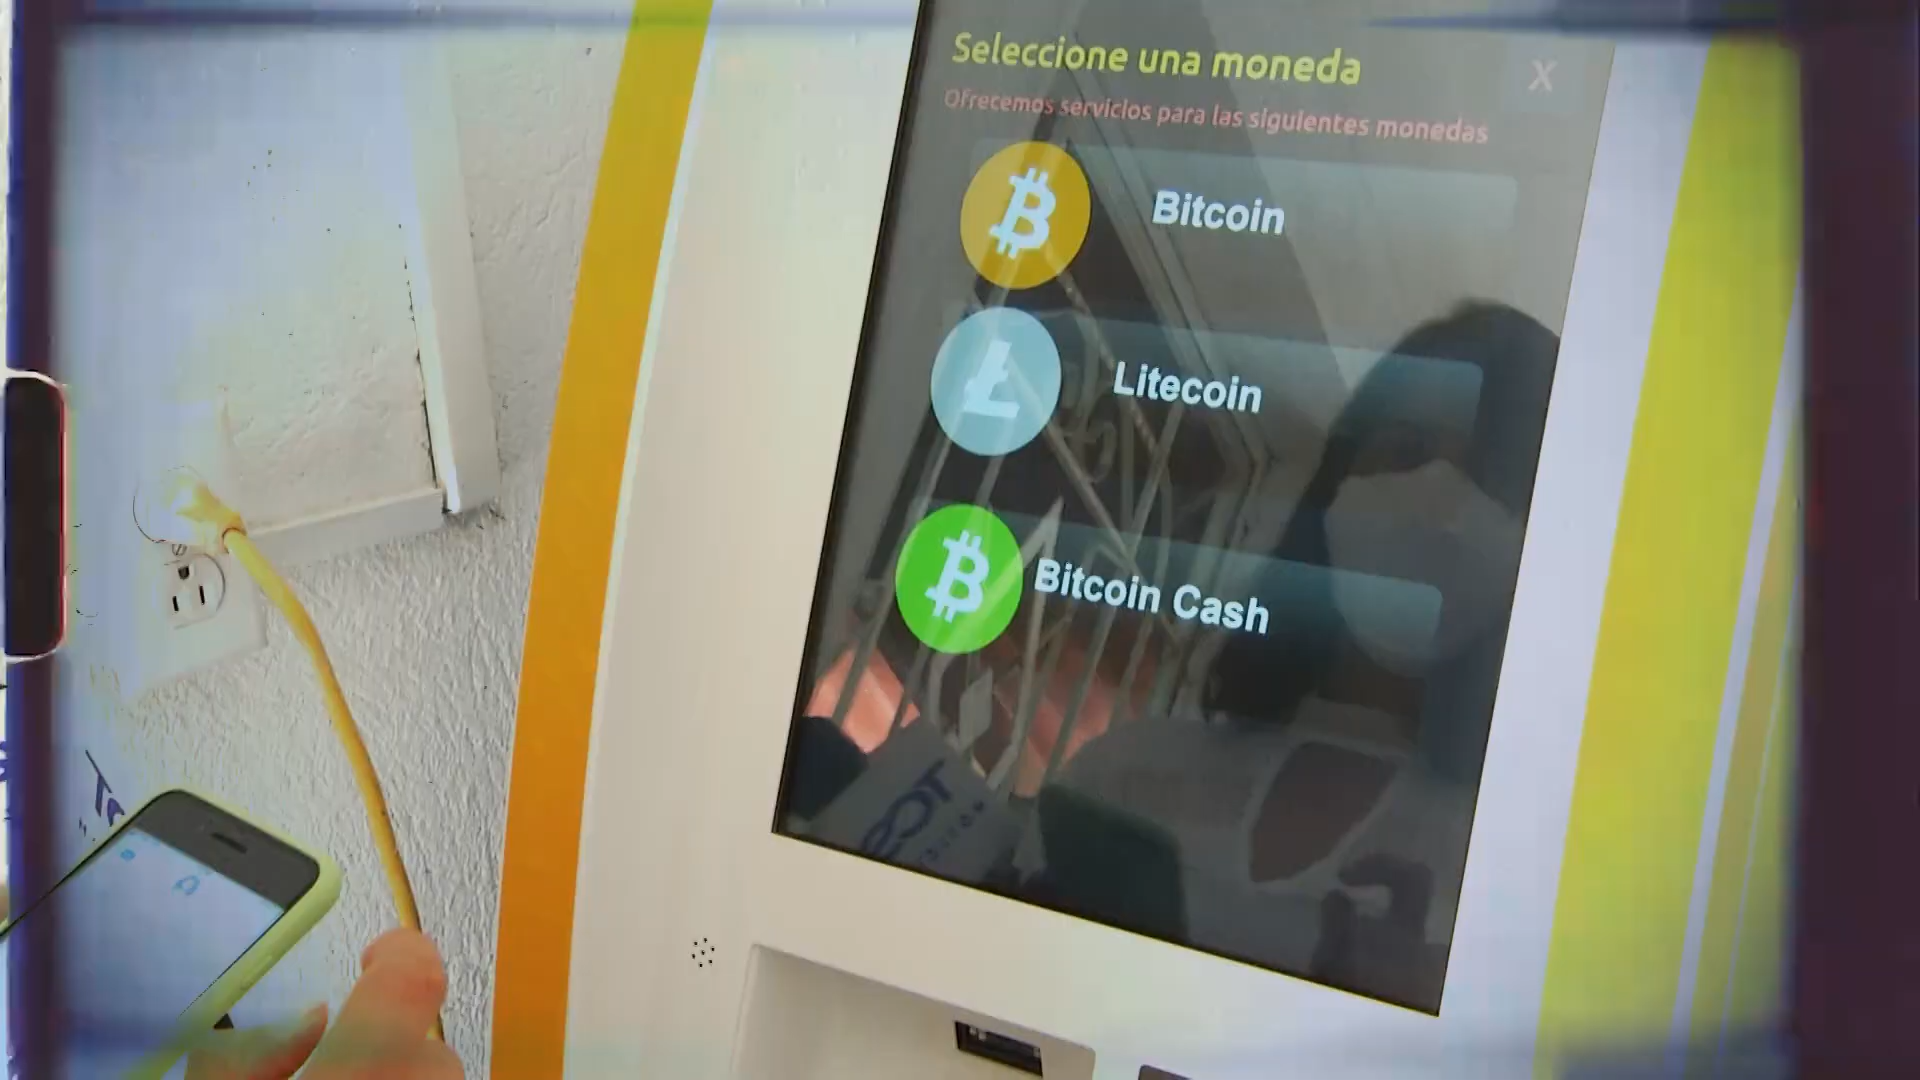 Seleccione una moneda
X
Ofrecemos servicios para las siguientes monedas
Bitcoin
Litecoin
Bitcoin Cash